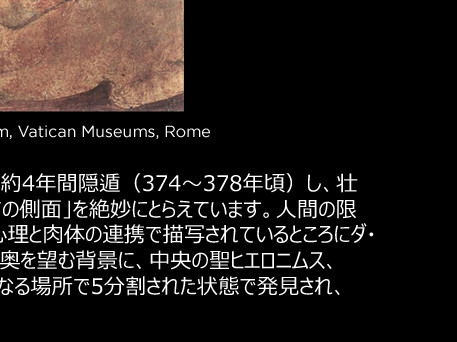 m, Vatican Museums, Rome
約4年間隠遁（374～378年頃）し、壮
の側面」を絶妙にとらえています。人間の限
心理と肉体の連携で描写されているところにダ・
奥を望む背景に、中央の聖ヒエロニムス、
なる場所で5分割された状態で発見され、